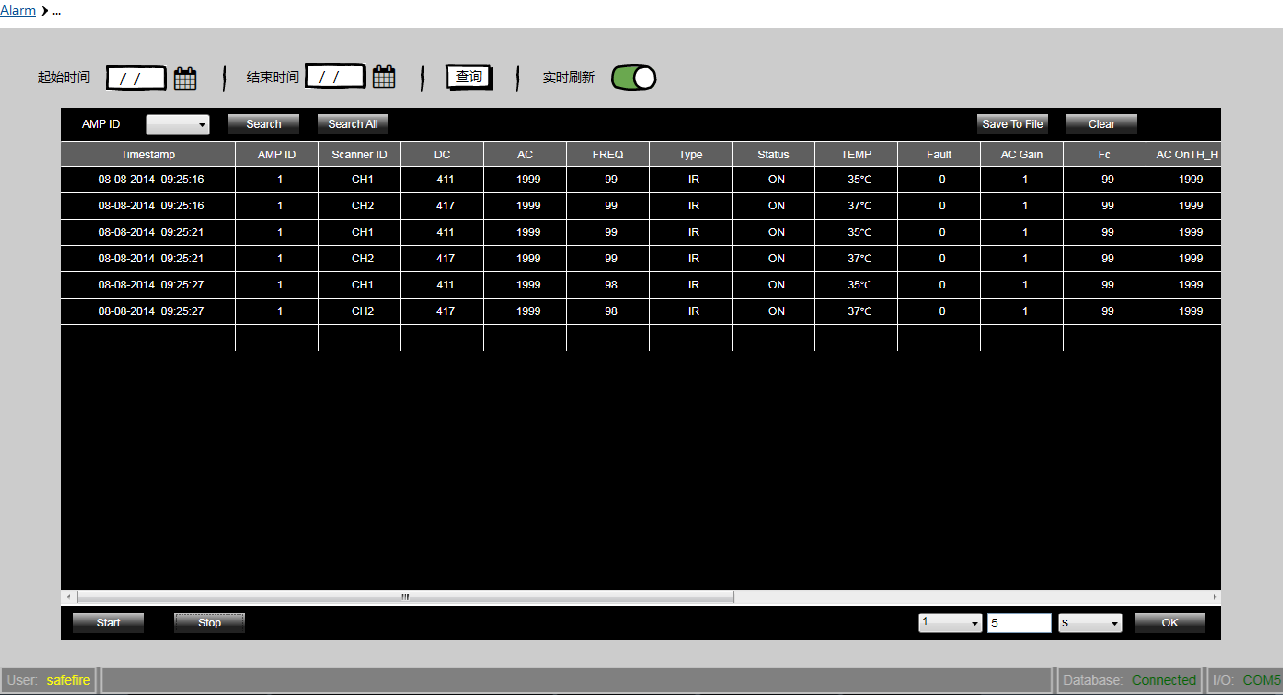 Alarm ❯ ...
起始时间 / / 结束时间 / / 查询 实时刷新
AMP ID Search Search All Save To File Clear
Timestamp AMP ID Scanner ID DC AC FREQ Type Status TEMP Fault AC Gain Fc AC OnTH_H
08-08-2014 09:25:16 1 CH1 411 1999 99 IR ON 35°C 0 1 99 1999
08-08-2014 09:25:16 1 CH2 417 1999 99 IR ON 37°C 0 1 99 1999
08-08-2014 09:25:21 1 CH1 411 1999 99 IR ON 35°C 0 1 99 1999
08-08-2014 09:25:21 1 CH2 417 1999 99 IR ON 37°C 0 1 99 1999
08-08-2014 09:25:27 1 CH1 411 1999 98 IR ON 35°C 0 1 99 1999
08-08-2014 09:25:27 1 CH2 417 1999 98 IR ON 37°C 0 1 99 1999
Start Stop 1 5 s OK
User: safefire Database: Connected I/O: COM5